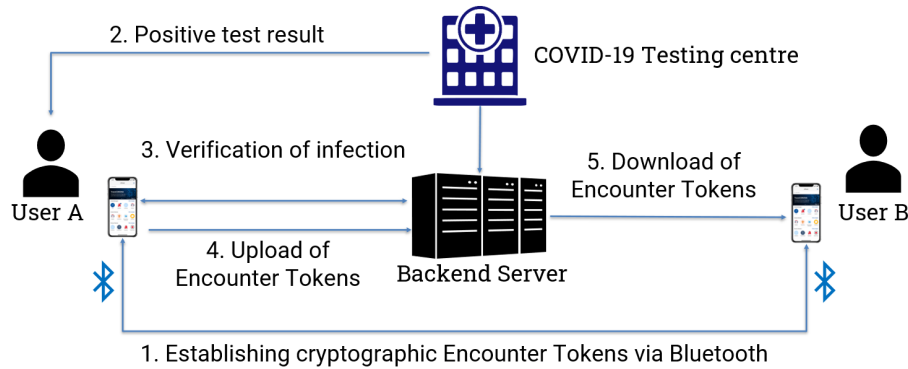 2. Positive test result
COVID-19 Testing centre
3. Verification of infection
5. Download of
Encounter Tokens
User A
User B
4. Upload of
Encounter Tokens
Backend Server
1. Establishing cryptographic Encounter Tokens via Bluetooth